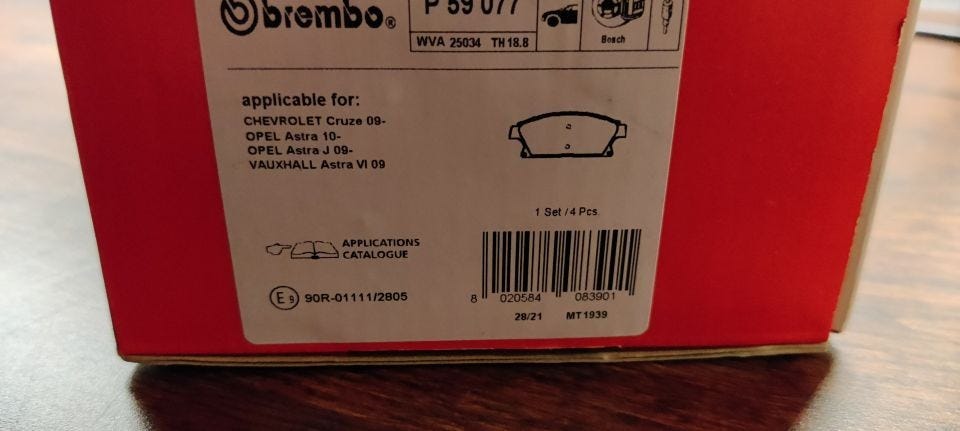 brembo®
P 59 077
WVA 25034 TH 18.8
Bosch
applicable for:
CHEVROLET Cruze 09-
OPEL Astra 10-
OPEL Astra J 09-
VAUXHALL Astra VI 09
1 Set / 4 Pcs.
APPLICATIONS
CATALOGUE
E9 90R-01111/2805
8 020584 083901
28/21 MT1939